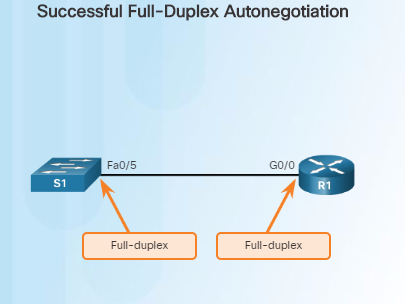 Successful Full-Duplex Autonegotiation
Fa0/5
G0/0
S1
R1
Full-duplex
Full-duplex